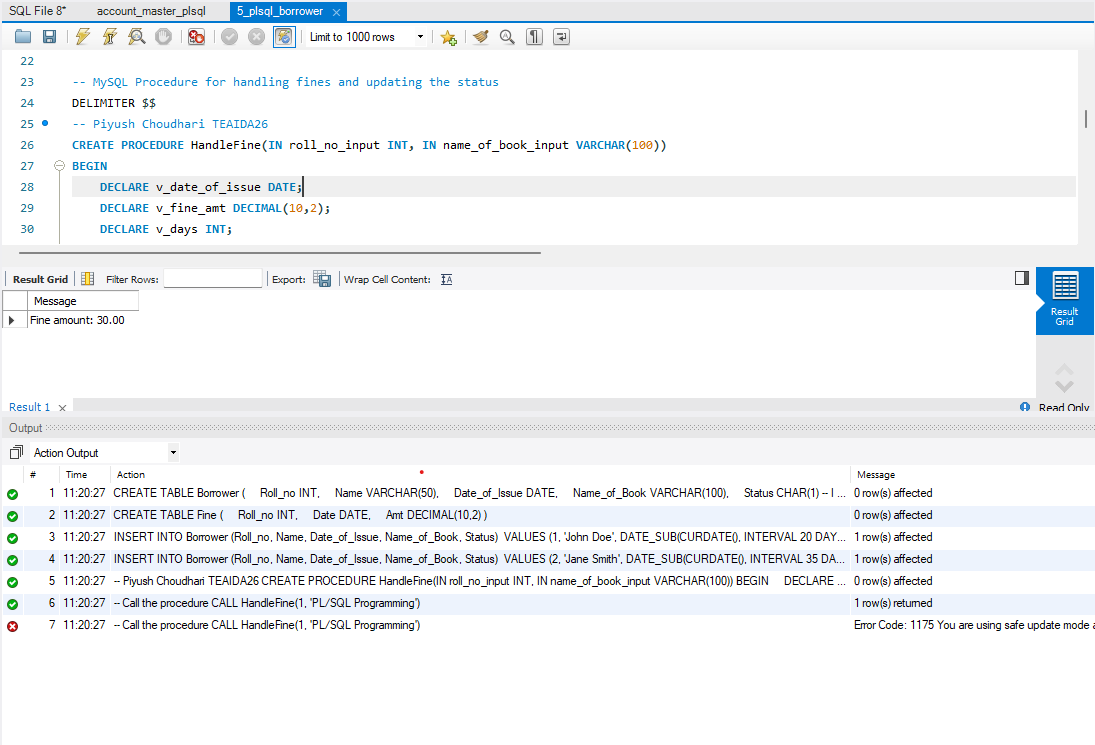 SQL File 8* account_master_plsql 5_plsql_borrower
Limit to 1000 rows
22
23 -- MySQL Procedure for handling fines and updating the status
24 DELIMITER $$
25 -- Piyush Choudhari TEAIDA26
26 CREATE PROCEDURE HandleFine(IN roll_no_input INT, IN name_of_book_input VARCHAR(100))
27 BEGIN
28 DECLARE v_date_of_issue DATE;
29 DECLARE v_fine_amt DECIMAL(10,2);
30 DECLARE v_days INT;
Result Grid Filter Rows: Export: Wrap Cell Content:
Message
Fine amount: 30.00
Result Grid
Result 1 Read Only
Output
Action Output
# Time Action Message
1 11:20:27 CREATE TABLE Borrower ( Roll_no INT, Name VARCHAR(50), Date_of_Issue DATE, Name_of_Book VARCHAR(100), Status CHAR(1) -- I ... 0 row(s) affected
2 11:20:27 CREATE TABLE Fine ( Roll_no INT, Date DATE, Amt DECIMAL(10,2) ) 0 row(s) affected
3 11:20:27 INSERT INTO Borrower (Roll_no, Name, Date_of_Issue, Name_of_Book, Status) VALUES (1, 'John Doe', DATE_SUB(CURDATE(), INTERVAL 20 DAY... 1 row(s) affected
4 11:20:27 INSERT INTO Borrower (Roll_no, Name, Date_of_Issue, Name_of_Book, Status) VALUES (2, 'Jane Smith', DATE_SUB(CURDATE(), INTERVAL 35 DA... 1 row(s) affected
5 11:20:27 -- Piyush Choudhari TEAIDA26 CREATE PROCEDURE HandleFine(IN roll_no_input INT, IN name_of_book_input VARCHAR(100)) BEGIN DECLARE ... 0 row(s) affected
6 11:20:27 -- Call the procedure CALL HandleFine(1, 'PL/SQL Programming') 1 row(s) returned
7 11:20:27 -- Call the procedure CALL HandleFine(1, 'PL/SQL Programming') Error Code: 1175 You are using safe update mode a